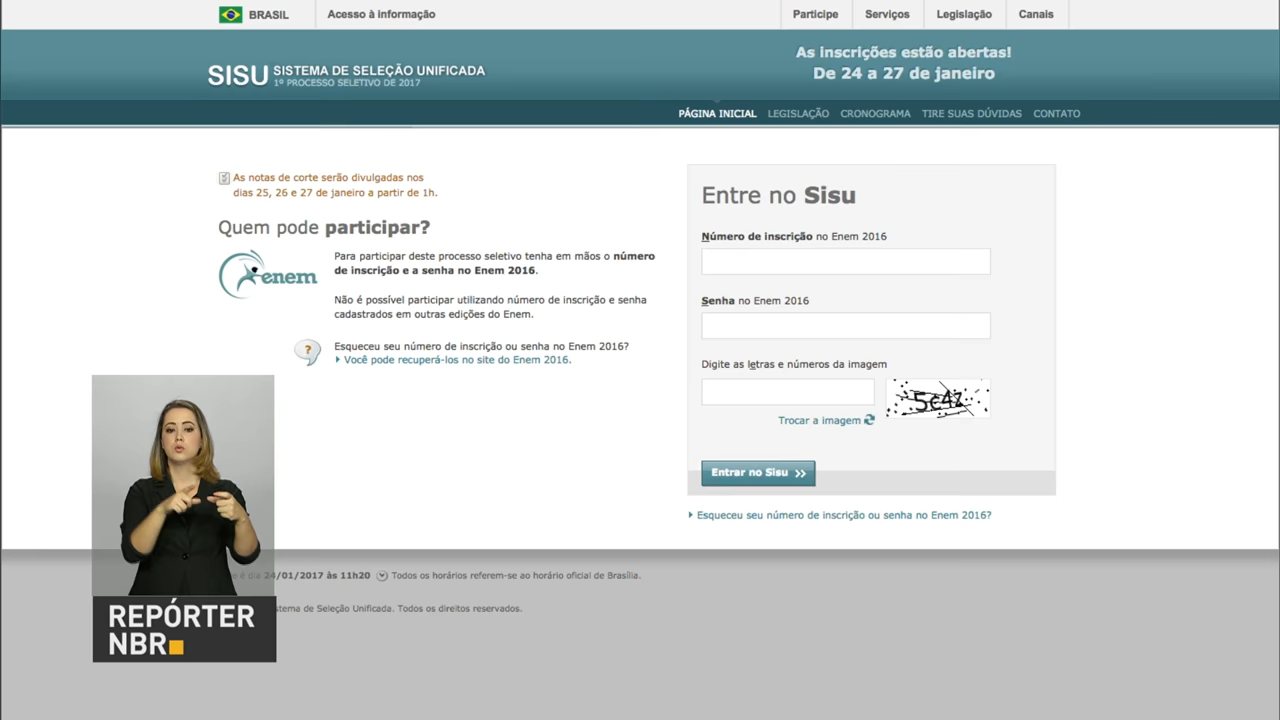 BRASIL
Acesso à informação
Participe
Serviços
Legislação
Canais
SISU SISTEMA DE SELEÇÃO UNIFICADA
1º PROCESSO SELETIVO DE 2017
As inscrições estão abertas!
De 24 a 27 de janeiro
PÁGINA INICIAL
LEGISLAÇÃO
CRONOGRAMA
TIRE SUAS DÚVIDAS
CONTATO
As notas de corte serão divulgadas nos
dias 25, 26 e 27 de janeiro a partir de 1h.
Quem pode participar?
enem
Para participar deste processo seletivo tenha em mãos o número
de inscrição e a senha no Enem 2016.
Não é possível participar utilizando número de inscrição e senha
cadastrados em outras edições do Enem.
?
Esqueceu seu número de inscrição ou senha no Enem 2016?
Você pode recuperá-los no site do Enem 2016.
Entre no Sisu
Número de inscrição no Enem 2016
Senha no Enem 2016
Digite as letras e números da imagem
Trocar a imagem
Entrar no Sisu
Esqueceu seu número de inscrição ou senha no Enem 2016?
é dia 24/01/2017 às 11h20
Todos os horários referem-se ao horário oficial de Brasília.
stema de Seleção Unificada. Todos os direitos reservados.
REPÓRTER
NBR